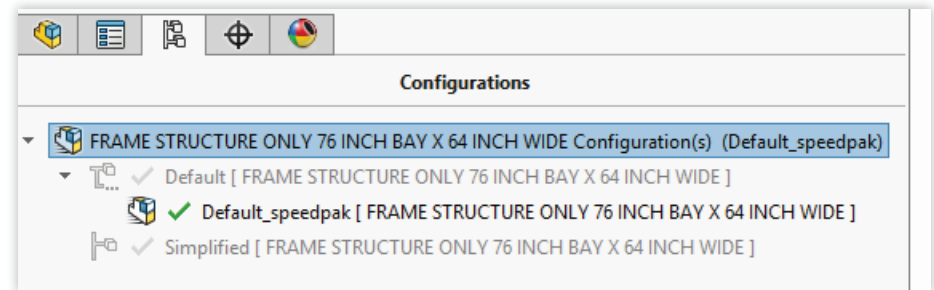 Configurations
FRAME STRUCTURE ONLY 76 INCH BAY X 64 INCH WIDE Configuration(s) (Default_speedpak)
Default [ FRAME STRUCTURE ONLY 76 INCH BAY X 64 INCH WIDE ]
Default_speedpak [ FRAME STRUCTURE ONLY 76 INCH BAY X 64 INCH WIDE ]
Simplified [ FRAME STRUCTURE ONLY 76 INCH BAY X 64 INCH WIDE ]